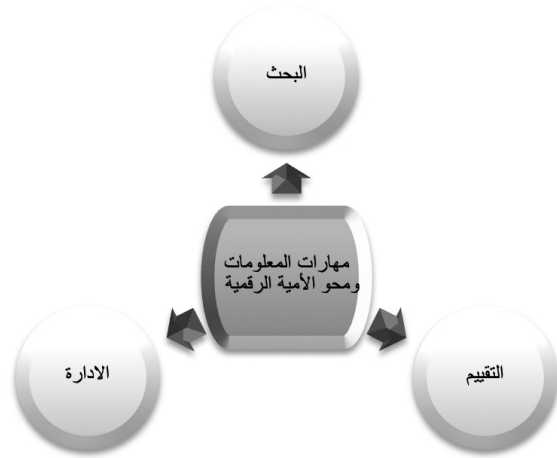 البحث
مهارات المعلومات
ومحو الأمية الرقمية
الادارة
التقييم